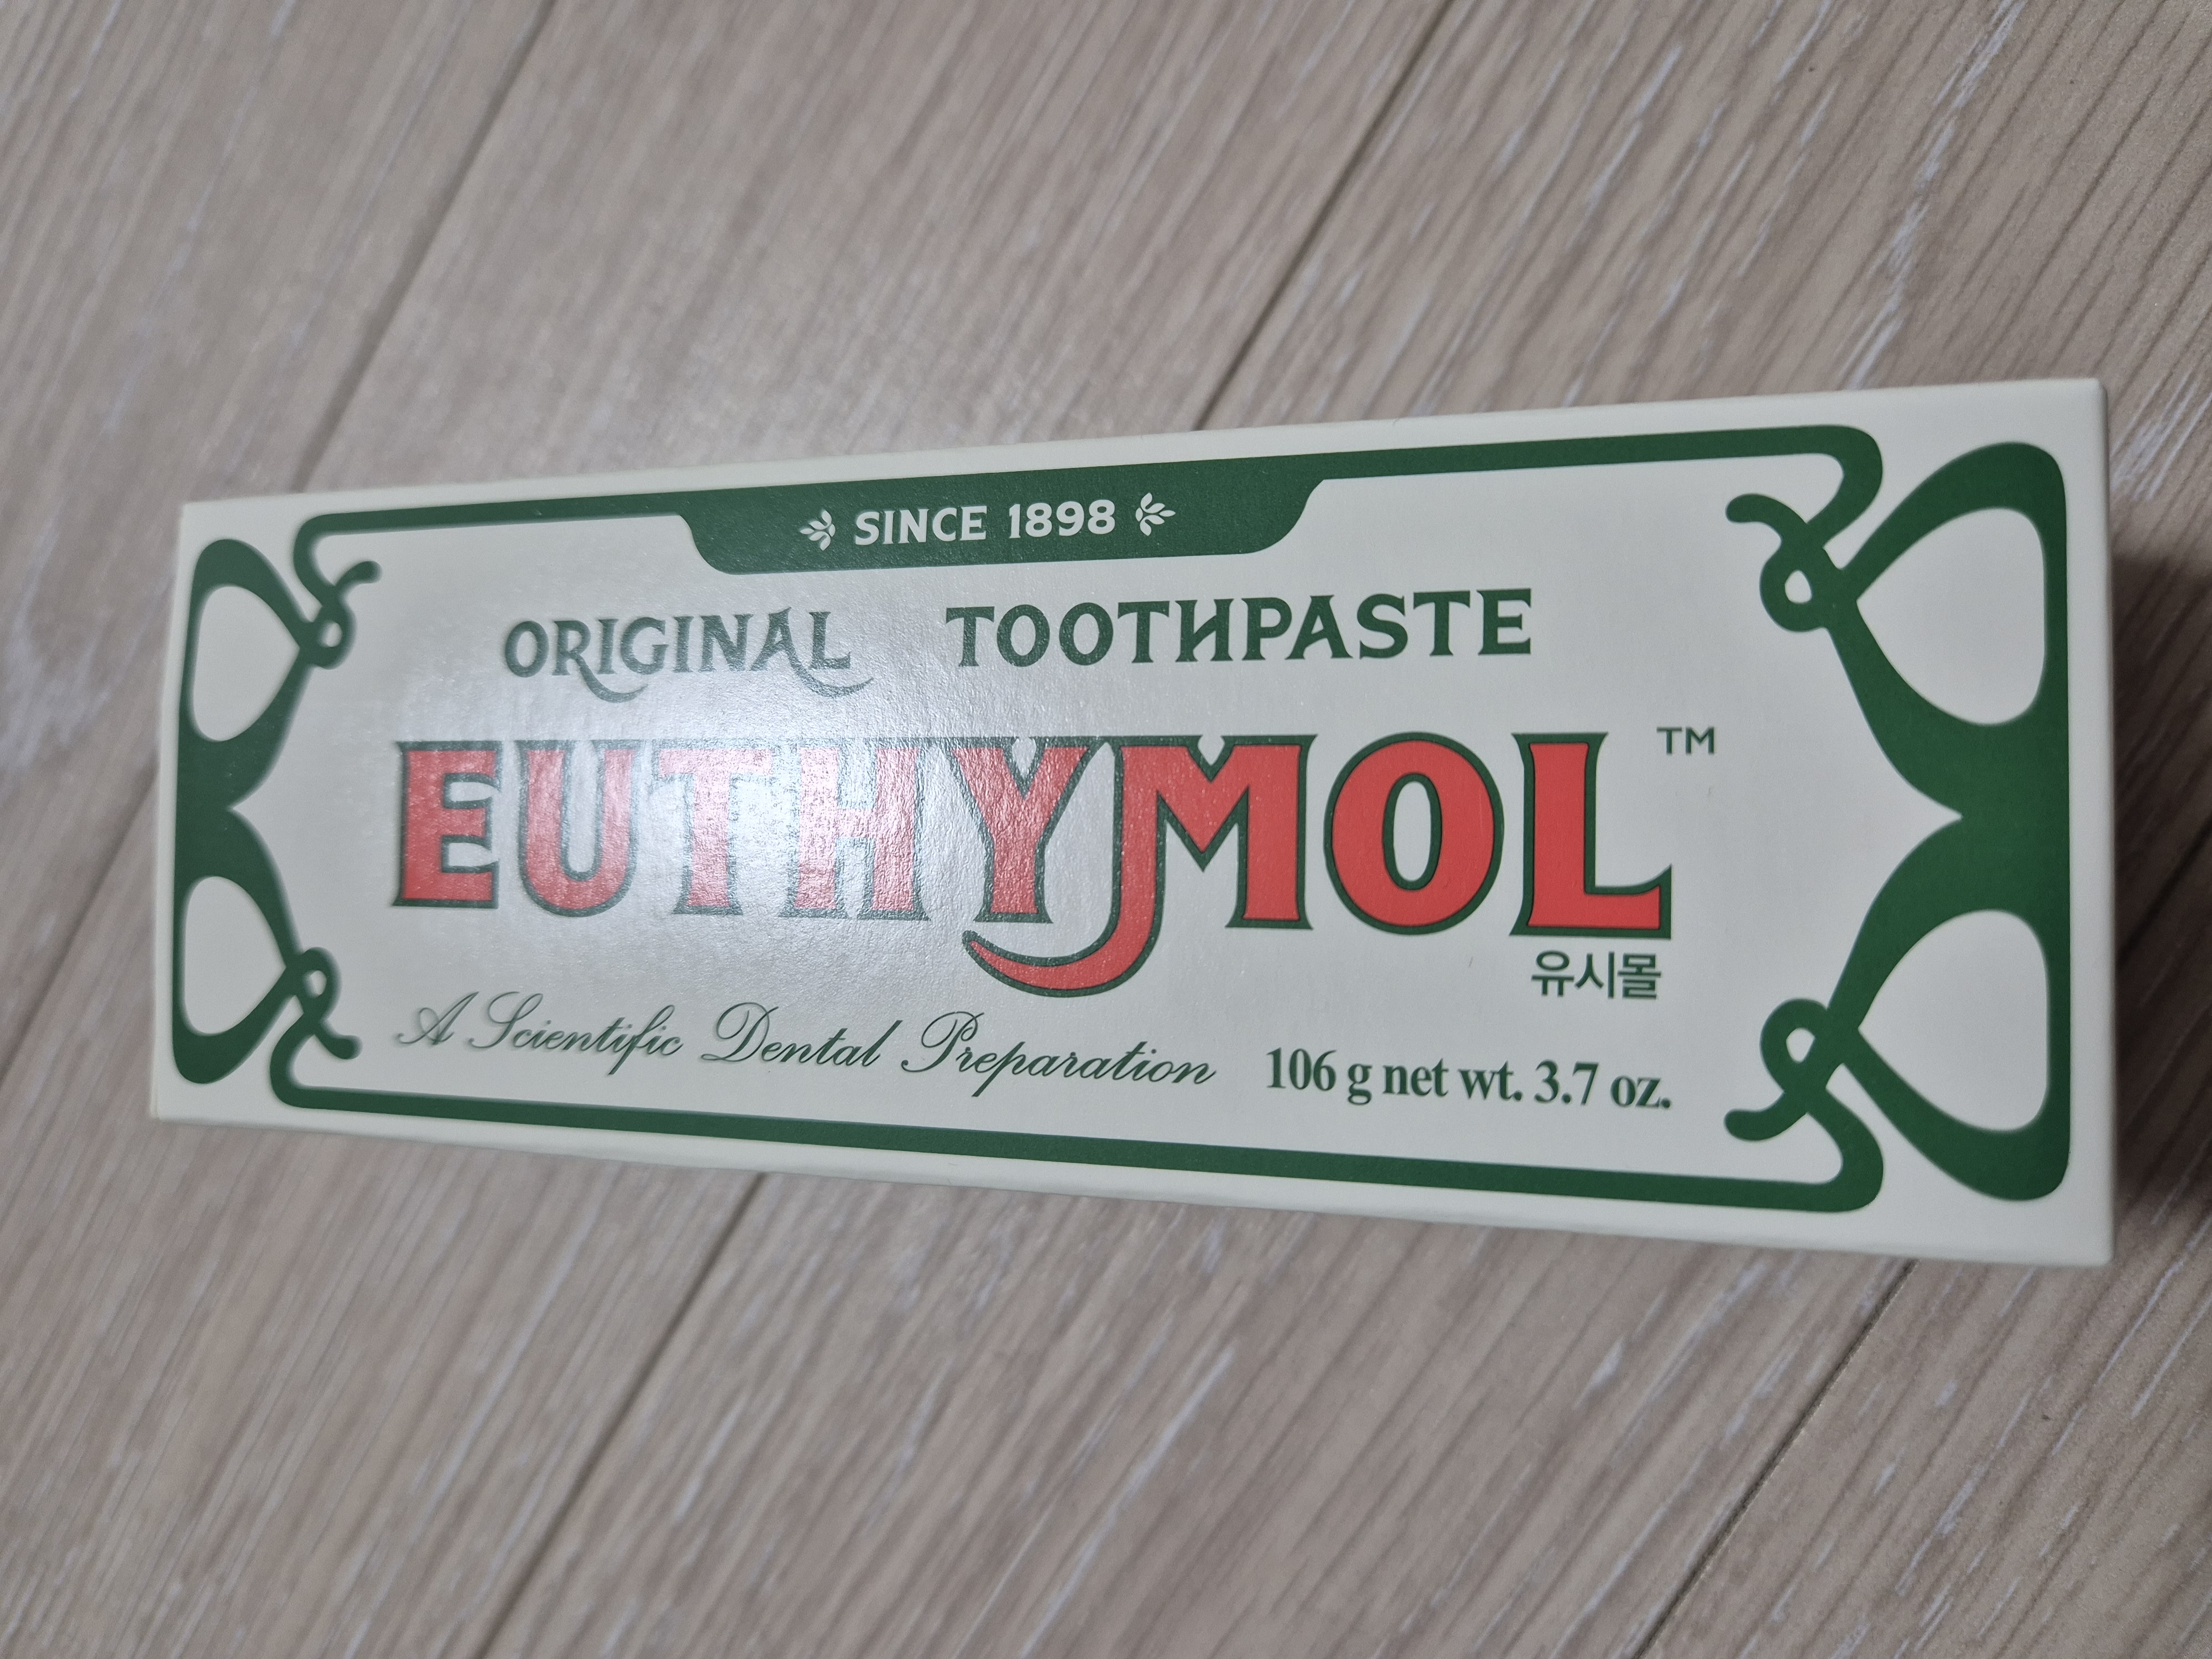 SINCE 1898
ORIGINAL TOOTHPASTE
EUTHYMOL™
유시몰
A Scientific Dental Preparation 106 g net wt. 3.7 oz.